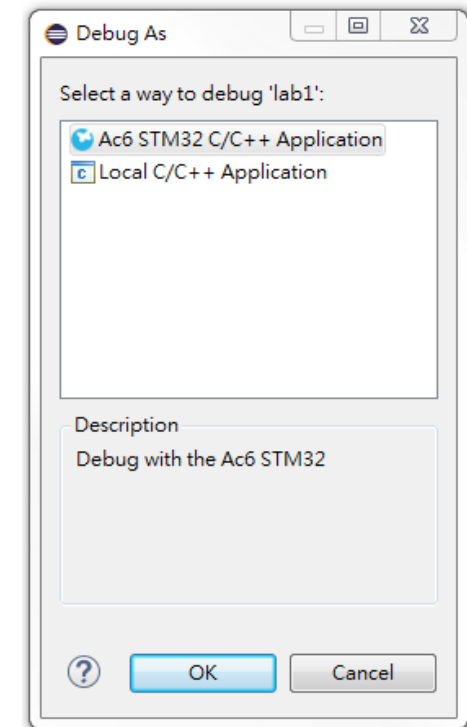 Debug As
Select a way to debug 'lab1':
Ac6 STM32 C/C++ Application
c Local C/C++ Application
Description
Debug with the Ac6 STM32
?
OK
Cancel